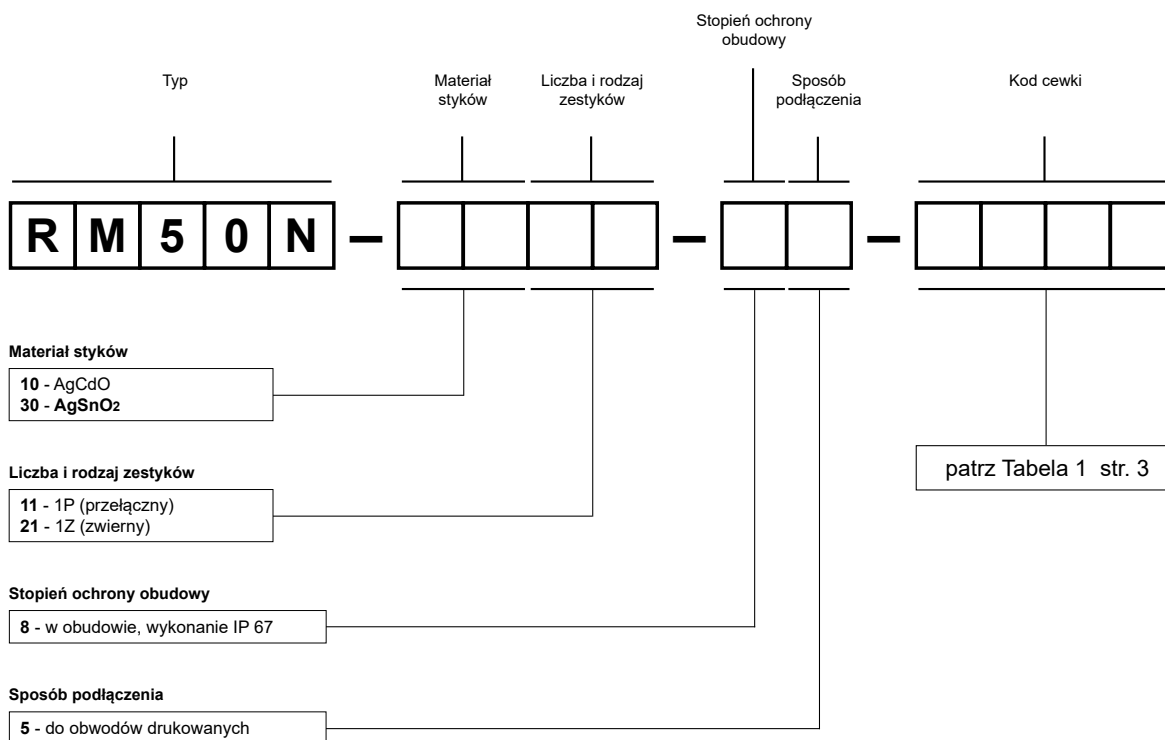 Stopień ochrony
obudowy
Typ
Materiał
styków
Liczba i rodzaj
zestyków
Sposób
podłączenia
Kod cewki
R M 5 0 N – – –
Materiał styków
10 - AgCdO
30 - AgSnO2
Liczba i rodzaj zestyków
11 - 1P (przełączny)
21 - 1Z (zwierny)
patrz Tabela 1 str. 3
Stopień ochrony obudowy
8 - w obudowie, wykonanie IP 67
Sposób podłączenia
5 - do obwodów drukowanych